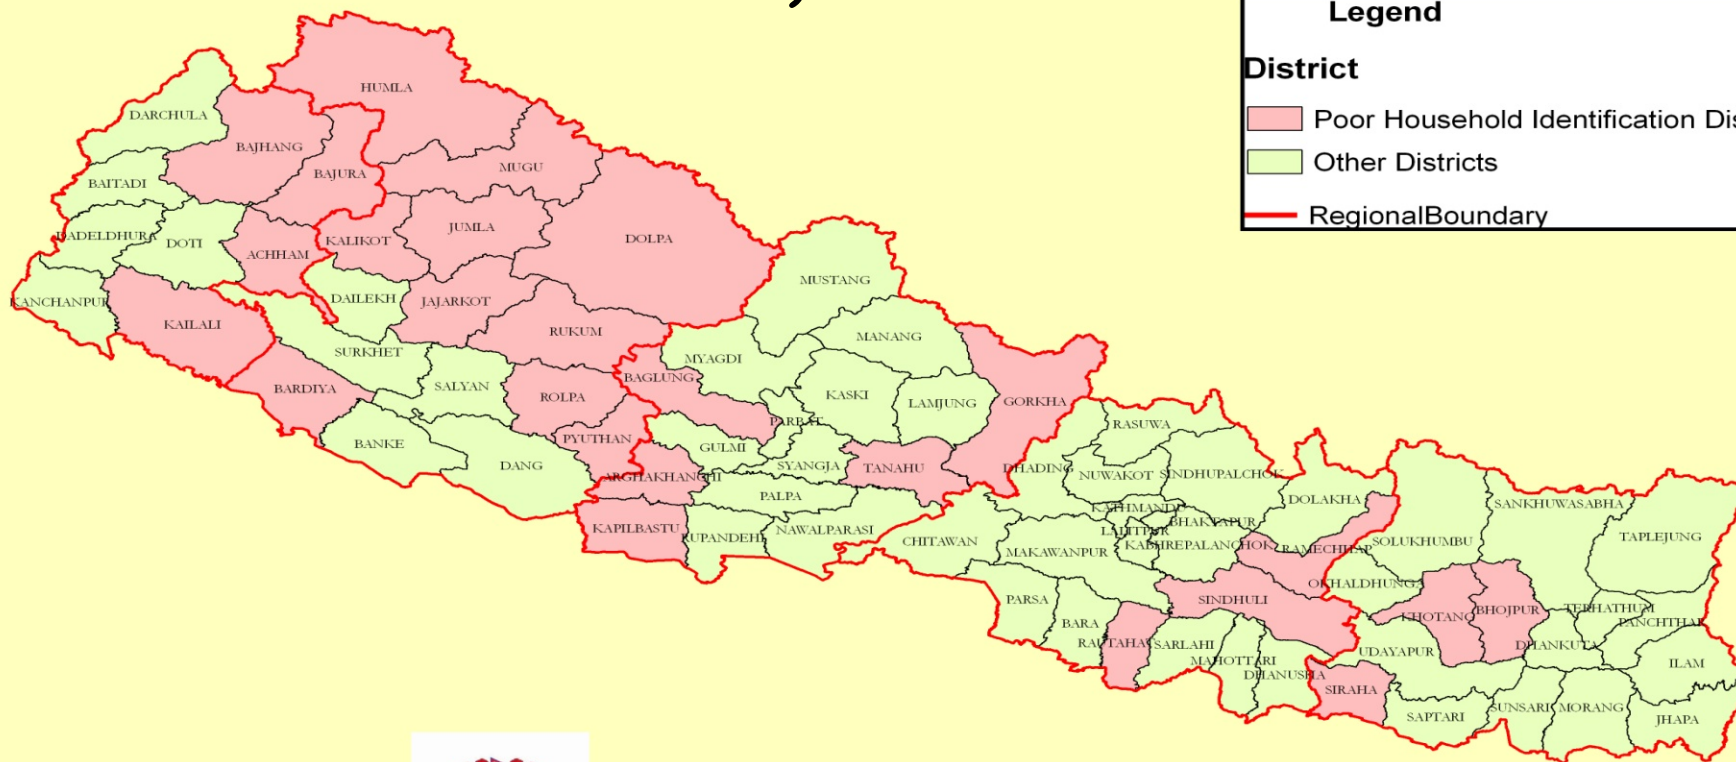 Legend
District
Poor Household Identification Dis
Other Districts
RegionalBoundary
HUMLA
DARCHULA
BAJHANG
BAJURA
MUGU
BAITADI
DADELDHURA
DOTI
ACHHAM
KALIKOT
JUMLA
DOLPA
MUSTANG
KANCHANPUR
KAILALI
DAILEKH
JAJARKOT
RUKUM
MANANG
SURKHET
MYAGDI
BARDIYA
SALYAN
ROLPA
BAGLUNG
KASKI
LAMJUNG
GORKHA
PARBAT
RASUWA
BANKE
DANG
PYUTHAN
GULMI
SYANGJA
TANAHU
DHADING
NUWAKOT
SINDHUPALCHOK
ARGHAKHANCHI
PALPA
DOLAKHA
SANKHUWASABHA
KAPILBASTU
RUPANDEHI
NAWALPARASI
CHITAWAN
KATHMANDU
BHAKTAPUR
LALITPUR
KABHREPALANCHOK
MAKAWANPUR
RAMECHHAP
SOLUKHUMBU
TAPLEJUNG
OKHALDHUNGA
PARSA
SINDHULI
KHOTANG
BHOJPUR
TERHATHUM
PANCHTHAR
BARA
RAUTAHAT
SARLAHI
MAHOTTARI
DHANUSHA
UDAYAPUR
DHANKUTA
ILAM
SIRAHA
SAPTARI
SUNSARI
MORANG
JHAPA